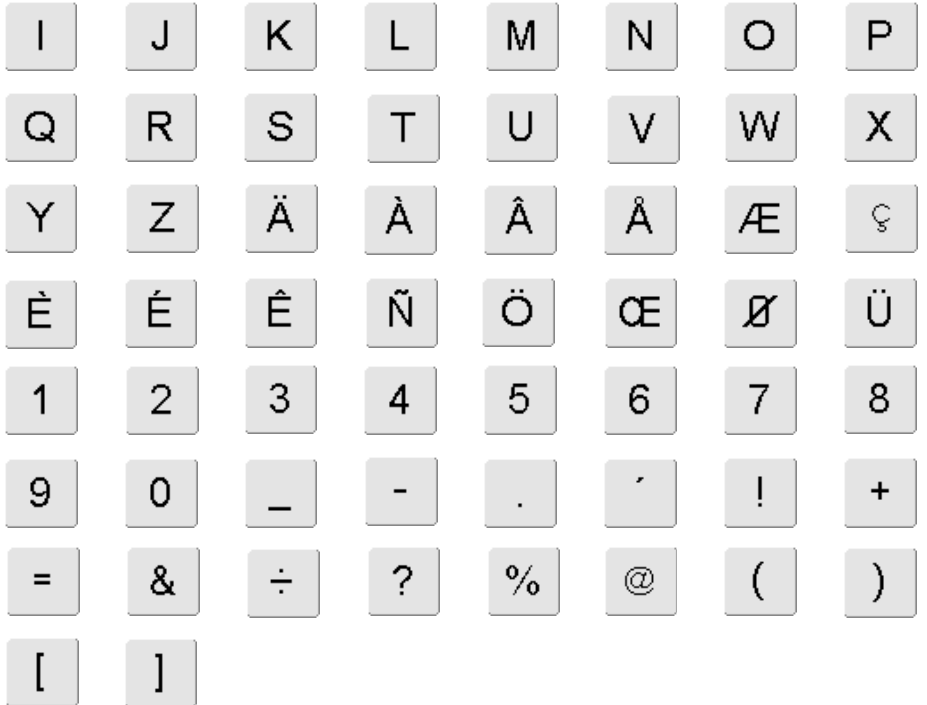 I J K L M N O P
Q R S T U V W X
Y Z Ä À Â Å Æ ç
È É Ê Ñ Ö Œ Ø Ü
1 2 3 4 5 6 7 8
9 0 _ - . ´ ! +
= & ÷ ? % @ ( )
[ ]